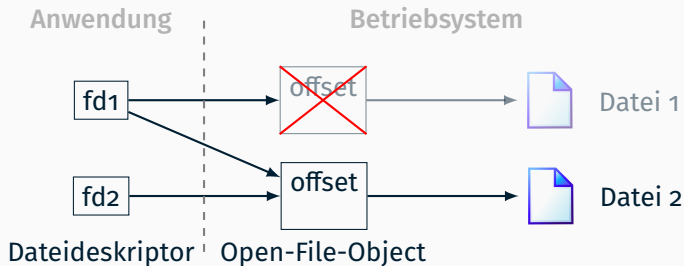 Anwendung Betriebsystem
fd1 offset Datei 1
fd2 offset Datei 2
Dateideskriptor Open-File-Object